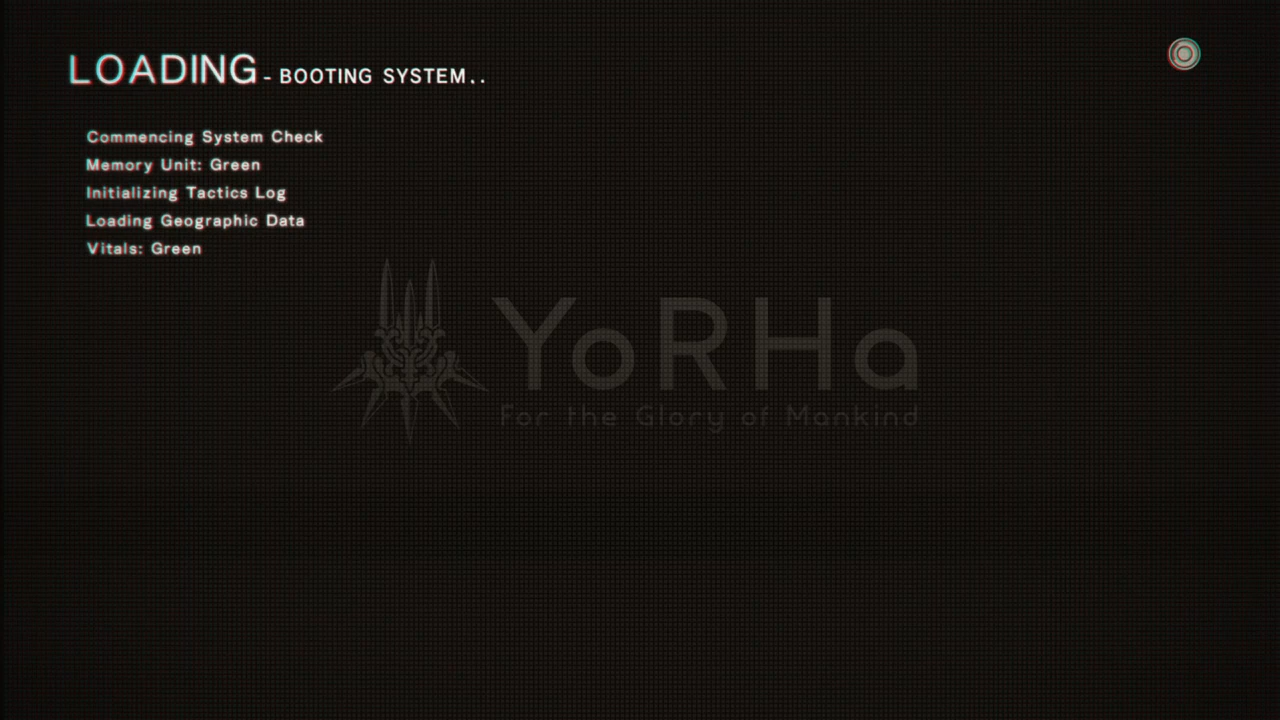 LOADING - BOOTING SYSTEM..
Commencing System Check
Memory Unit: Green
Initializing Tactics Log
Loading Geographic Data
Vitals: Green
YoRHa
For the Glory of Mankind